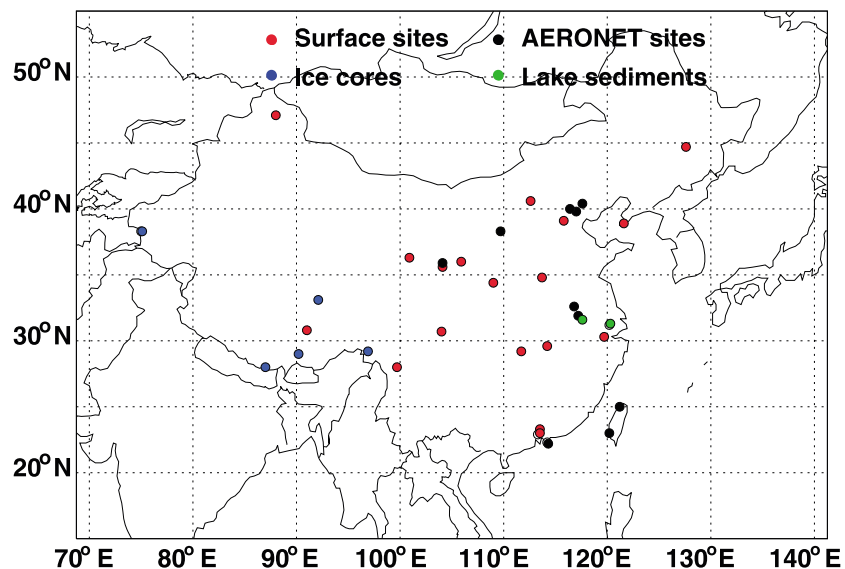 Surface sites AERONET sites
Ice cores Lake sediments
50° N
40° N
30° N
20° N
70° E 80° E 90° E 100° E 110° E 120° E 130° E 140° E